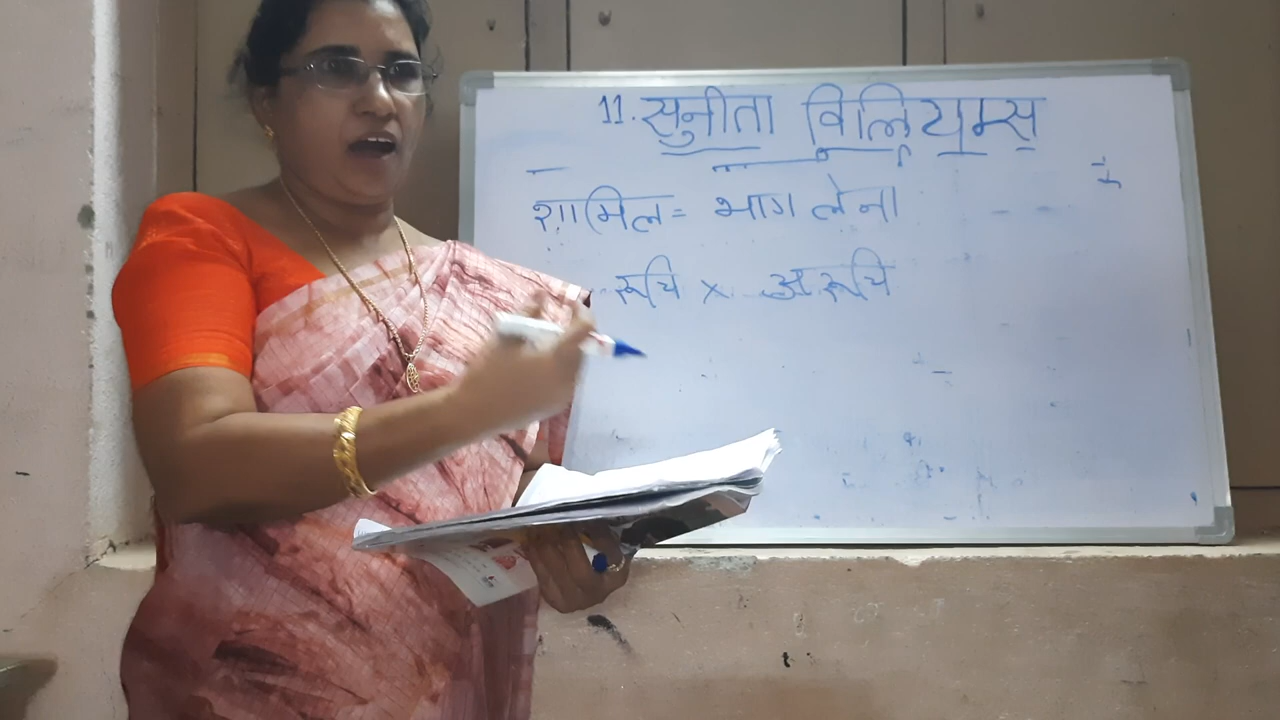 11. सुनीता विलियम्स
शामिल = भाग लेना
रूचि x अरूचि